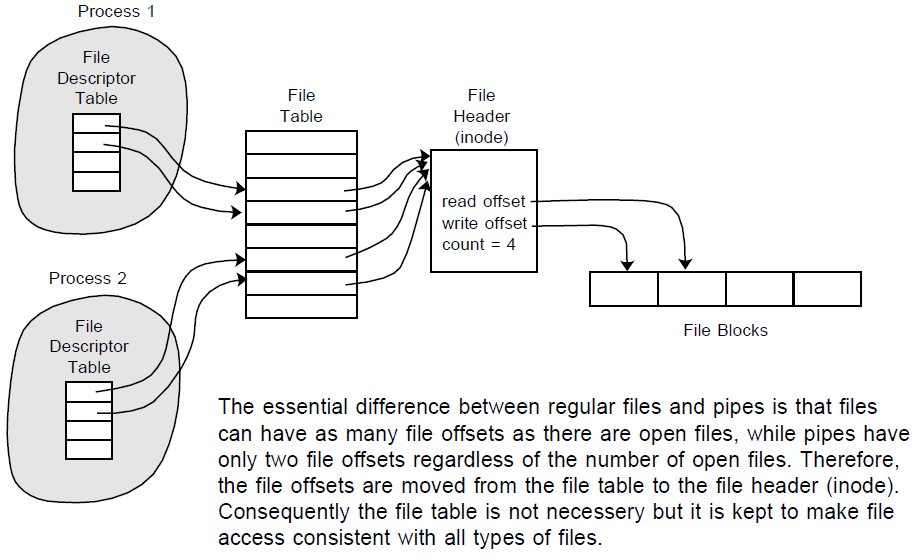 Process 1
File
Descriptor
Table
File
Table
File
Header
(inode)
read offset
write offset
count = 4
Process 2
File
Descriptor
Table
File Blocks
The essential difference between regular files and pipes is that files
can have as many file offsets as there are open files, while pipes have
only two file offsets regardless of the number of open files. Therefore,
the file offsets are moved from the file table to the file header (inode).
Consequently the file table is not necessery but it is kept to make file
access consistent with all types of files.